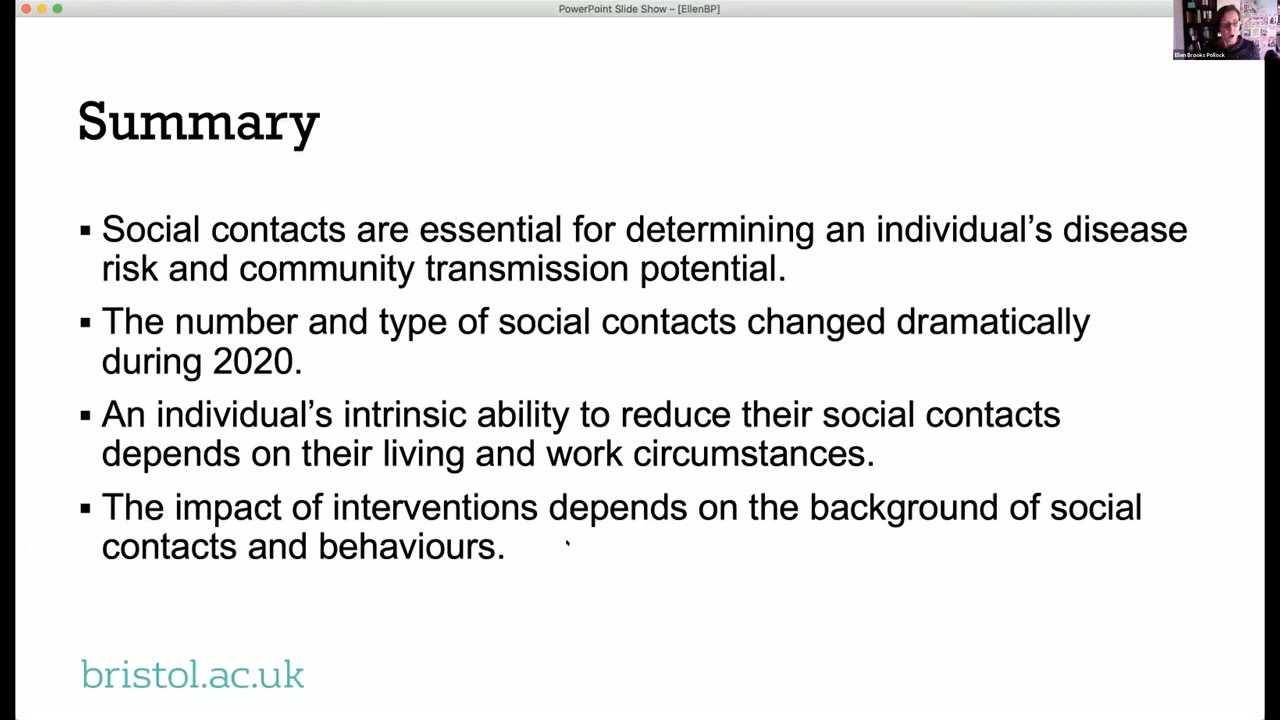 PowerPoint Slide Show – [EllenBP]
Ellen Brooks Pollock
Summary
▪ Social contacts are essential for determining an individual’s disease
risk and community transmission potential.
▪ The number and type of social contacts changed dramatically
during 2020.
▪ An individual’s intrinsic ability to reduce their social contacts
depends on their living and work circumstances.
▪ The impact of interventions depends on the background of social
contacts and behaviours.
bristol.ac.uk